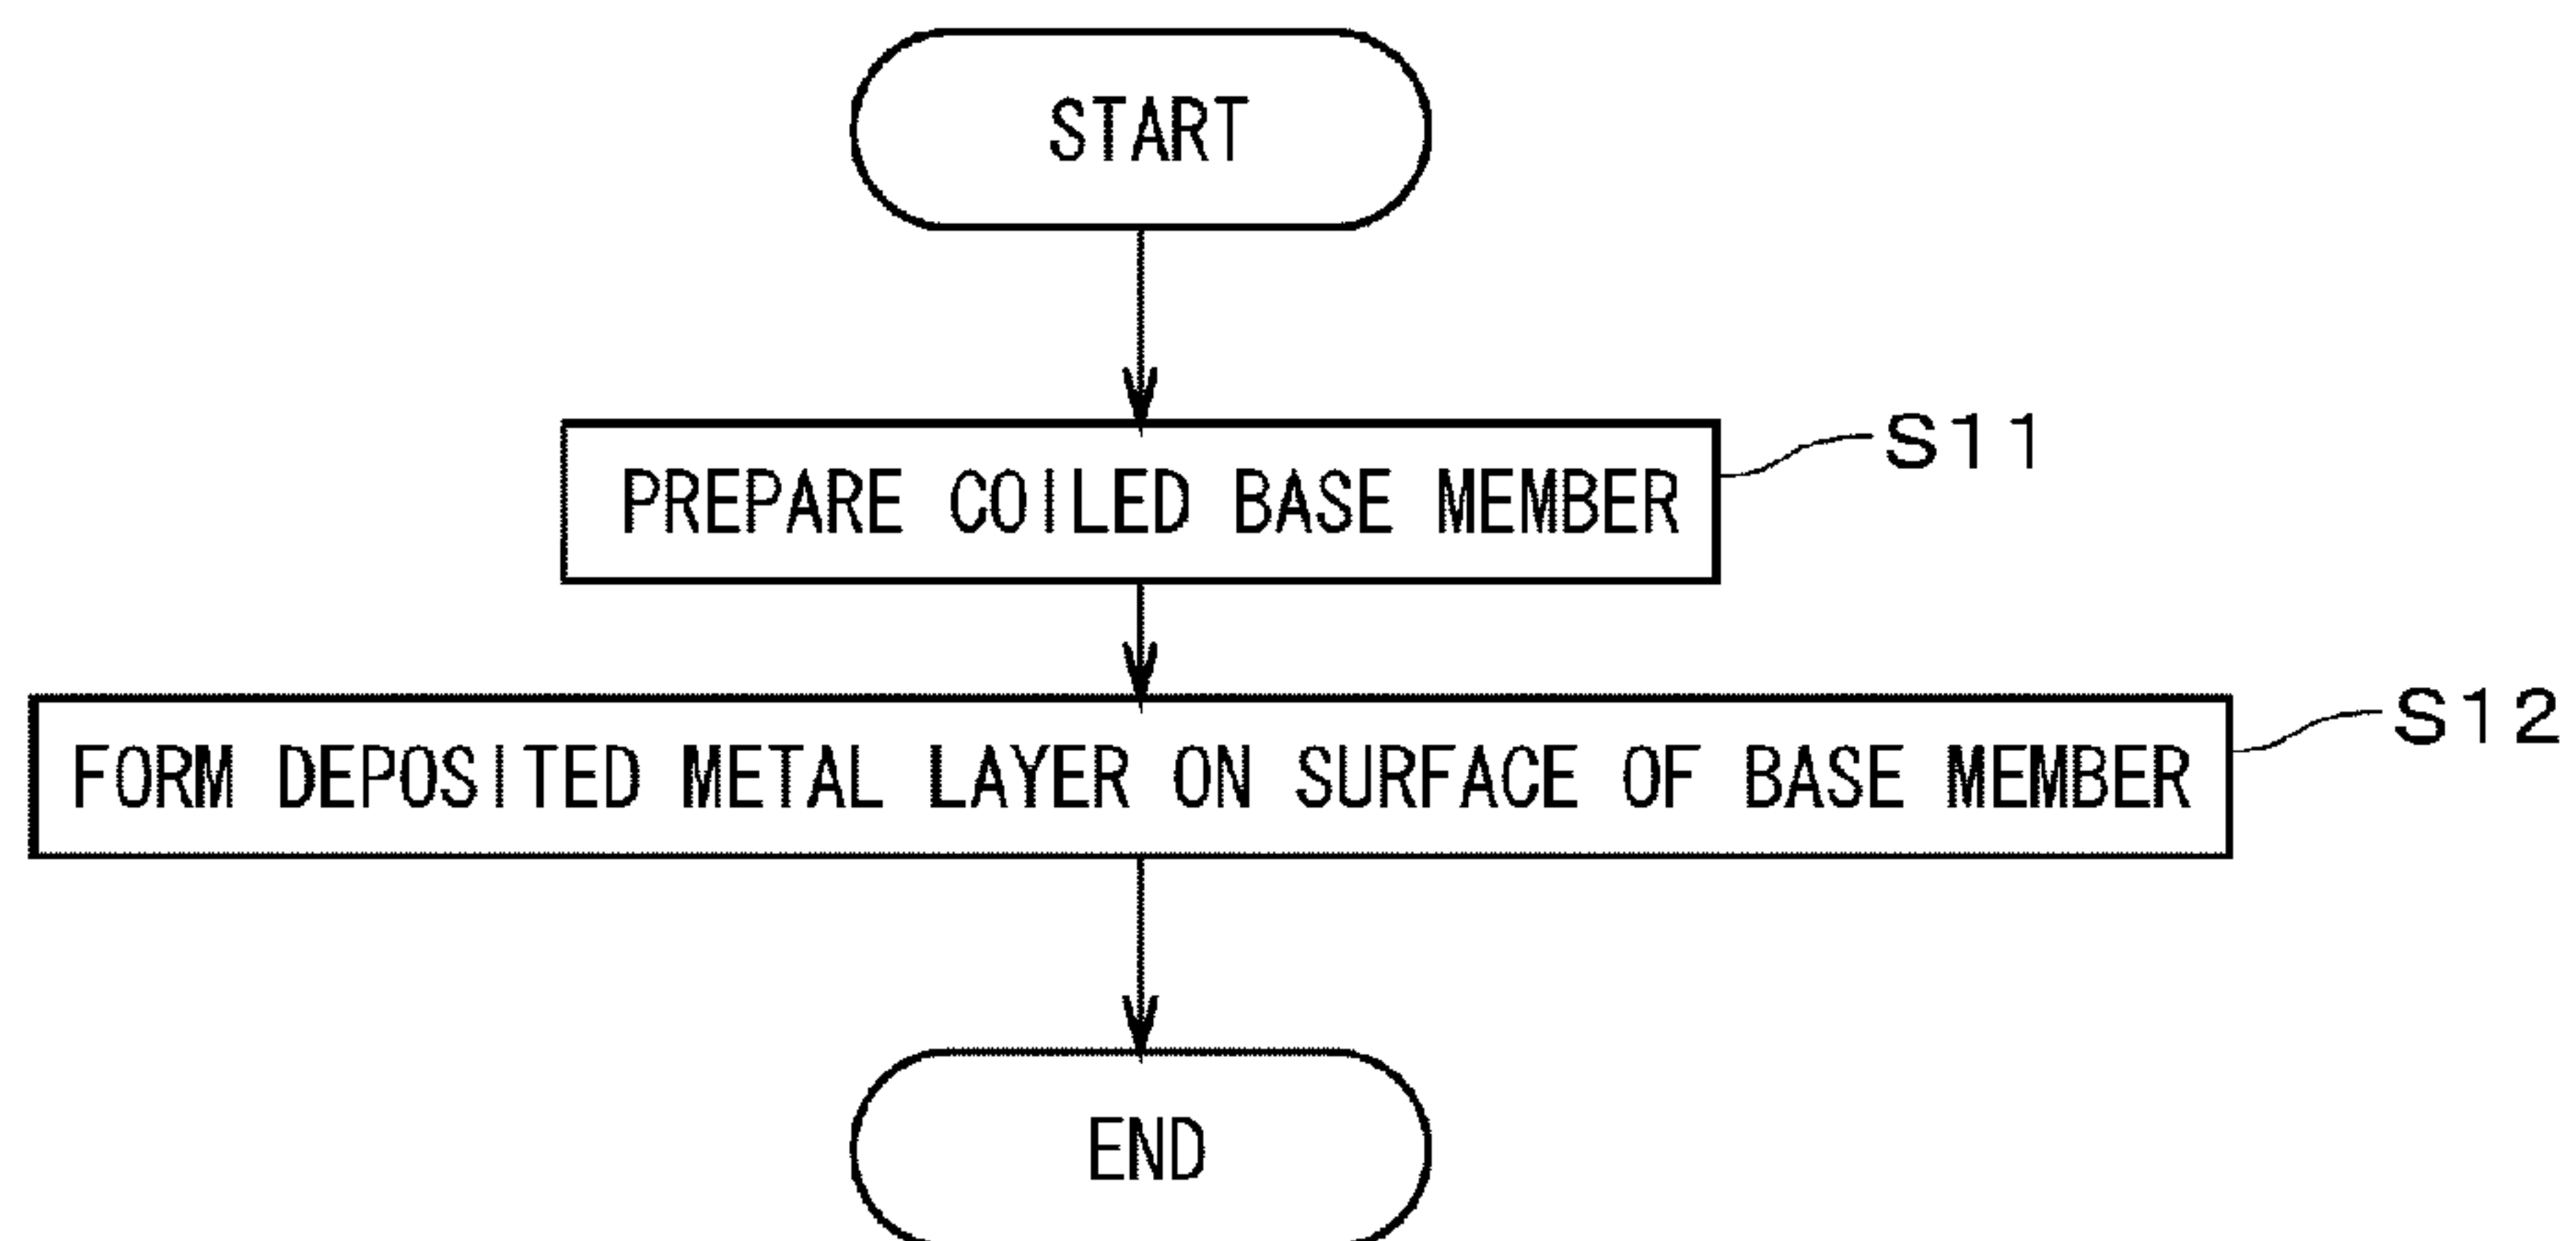 START
PREPARE COILED BASE MEMBER
S11
FORM DEPOSITED METAL LAYER ON SURFACE OF BASE MEMBER
S12
END